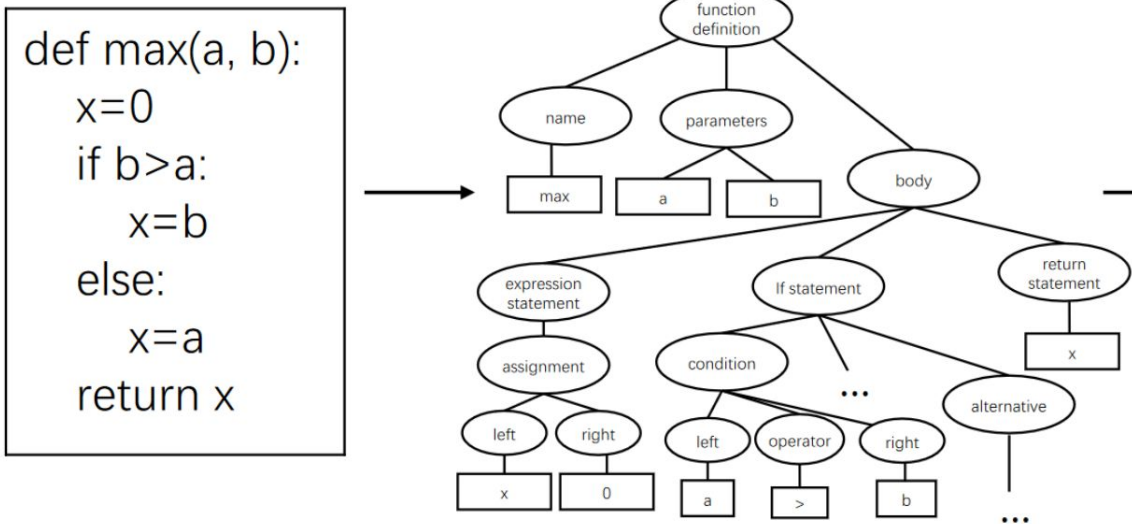 def max(a, b):
x=0
if b>a:
x=b
else:
x=a
return x
function
definition
name
parameters
max
a
b
body
expression
statement
If statement
return
statement
x
assignment
condition
...
alternative
left
right
left
operator
right
x
0
a
>
b
...